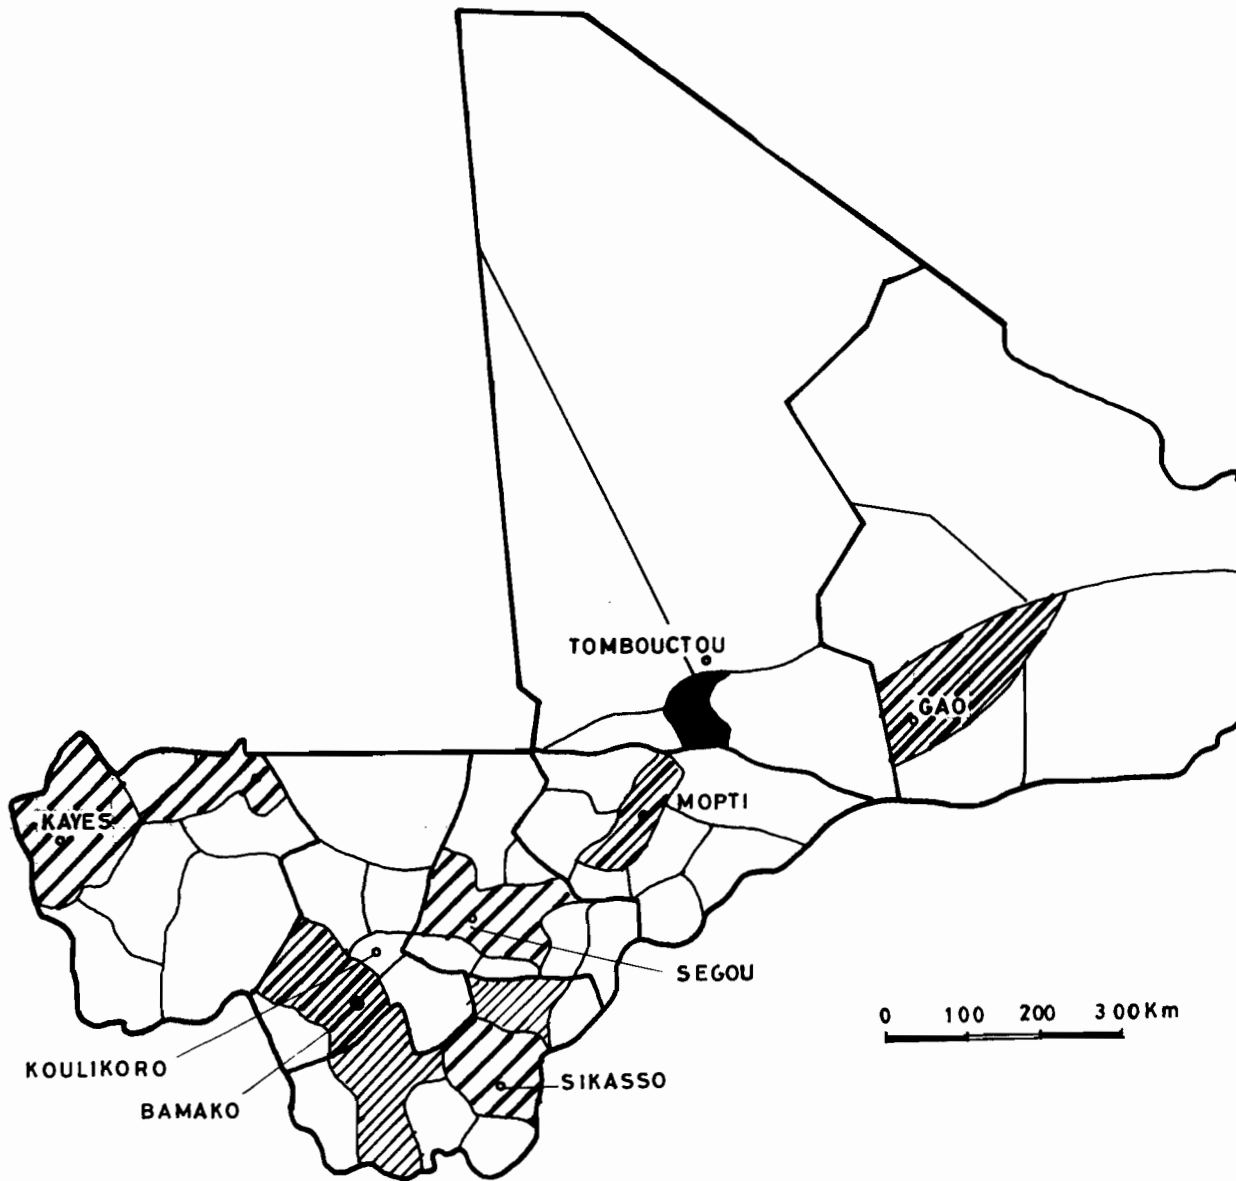 TOMBOUCTOU
GAO
MOPTI
KAYES
SEGOU
0 100 200 300Km
KOULIKORO
SIKASSO
BAMAKO